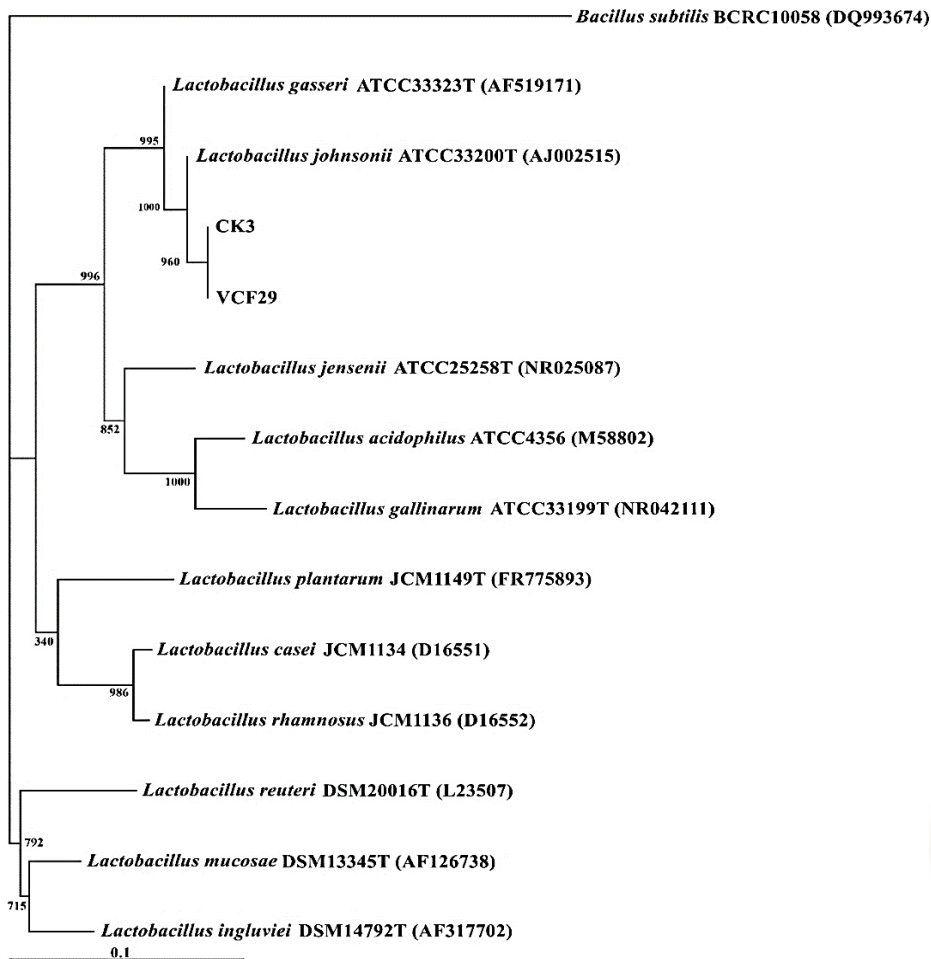 Bacillus subtilis BCRC10058 (DQ993674)
Lactobacillus gasseri ATCC33323T (AF519171)
995
Lactobacillus johnsonii ATCC33200T (AJ002515)
1000
CK3
960
996
VCF29
Lactobacillus jensenii ATCC25258T (NR025087)
852
Lactobacillus acidophilus ATCC4356 (M58802)
1000
Lactobacillus gallinarum ATCC33199T (NR042111)
Lactobacillus plantarum JCM1149T (FR775893)
340
Lactobacillus casei JCM1134 (D16551)
986
Lactobacillus rhamnosus JCM1136 (D16552)
Lactobacillus reuteri DSM20016T (L23507)
792
Lactobacillus mucosae DSM13345T (AF126738)
715
Lactobacillus ingluviei DSM14792T (AF317702)
0.1